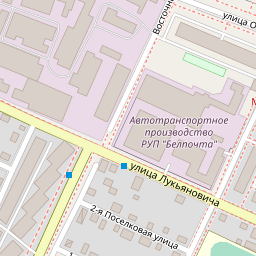 улица О
Восточн
Автотранспортное
производство
РУП "Белпочта"
улица Лукьяновича
2-я Поселковая улица